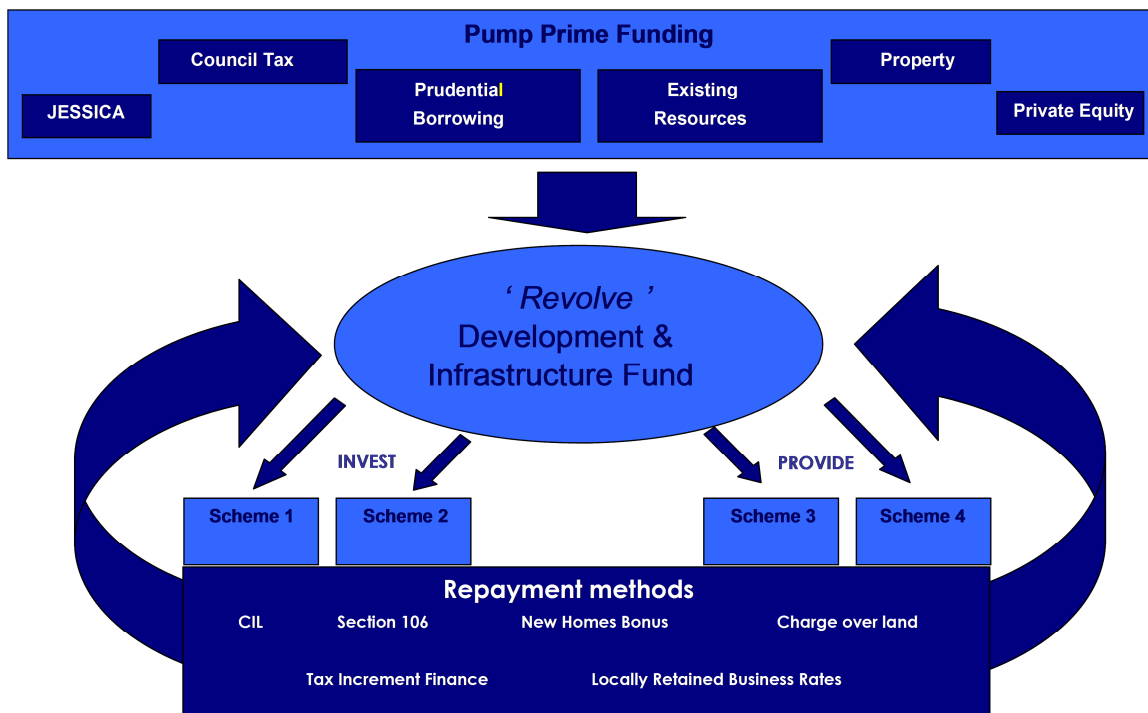 Pump Prime Funding
Council Tax
Property
Prudential
Borrowing
Existing
Resources
JESSICA
Private Equity
‘ Revolve ’
Development &
Infrastructure Fund
INVEST
PROVIDE
Scheme 1
Scheme 2
Scheme 3
Scheme 4
Repayment methods
CIL
Section 106
New Homes Bonus
Charge over land
Tax Increment Finance
Locally Retained Business Rates